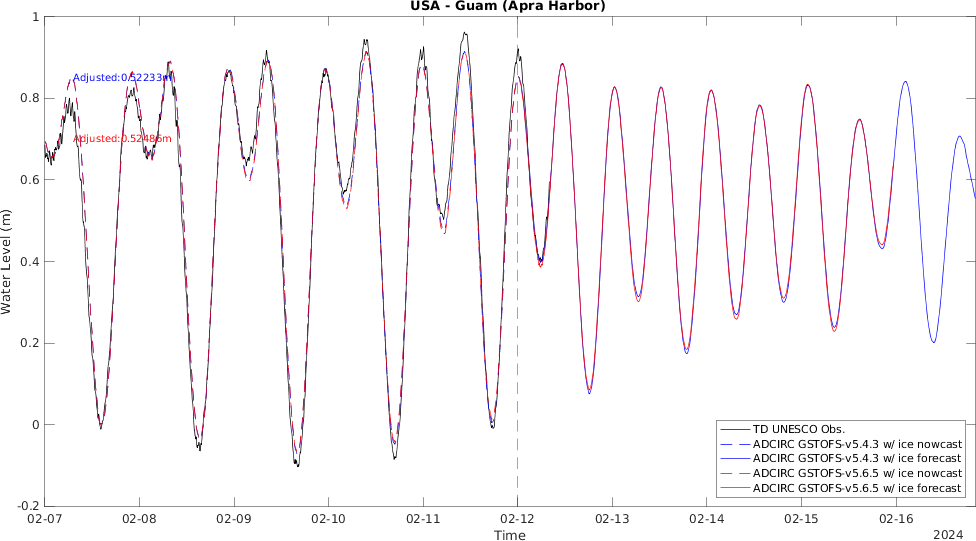 USA - Guam (Apra Harbor)
1
0.8
0.6
0.4
0.2
0
-0.2
Water Level (m)
Adjusted:0.52233m
Adjusted:0.52486m
TD UNESCO Obs.
ADCIRC GSTOFS-v5.4.3 w/ ice nowcast
ADCIRC GSTOFS-v5.4.3 w/ ice forecast
ADCIRC GSTOFS-v5.6.5 w/ ice nowcast
ADCIRC GSTOFS-v5.6.5 w/ ice forecast
02-07 02-08 02-09 02-10 02-11 02-12 02-13 02-14 02-15 02-16
Time
2024